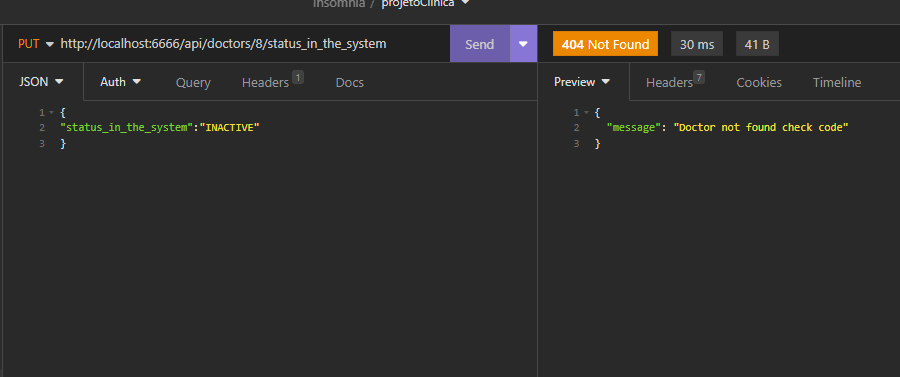 Insomnia / projetoClinica
PUT http://localhost:6666/api/doctors/8/status_in_the_system Send
404 Not Found 30 ms 41 B
JSON Auth Query Headers 1 Docs
Preview Headers 7 Cookies Timeline
1 {
2 "status_in_the_system":"INACTIVE"
3 }
1 {
2 "message": "Doctor not found check code"
3 }